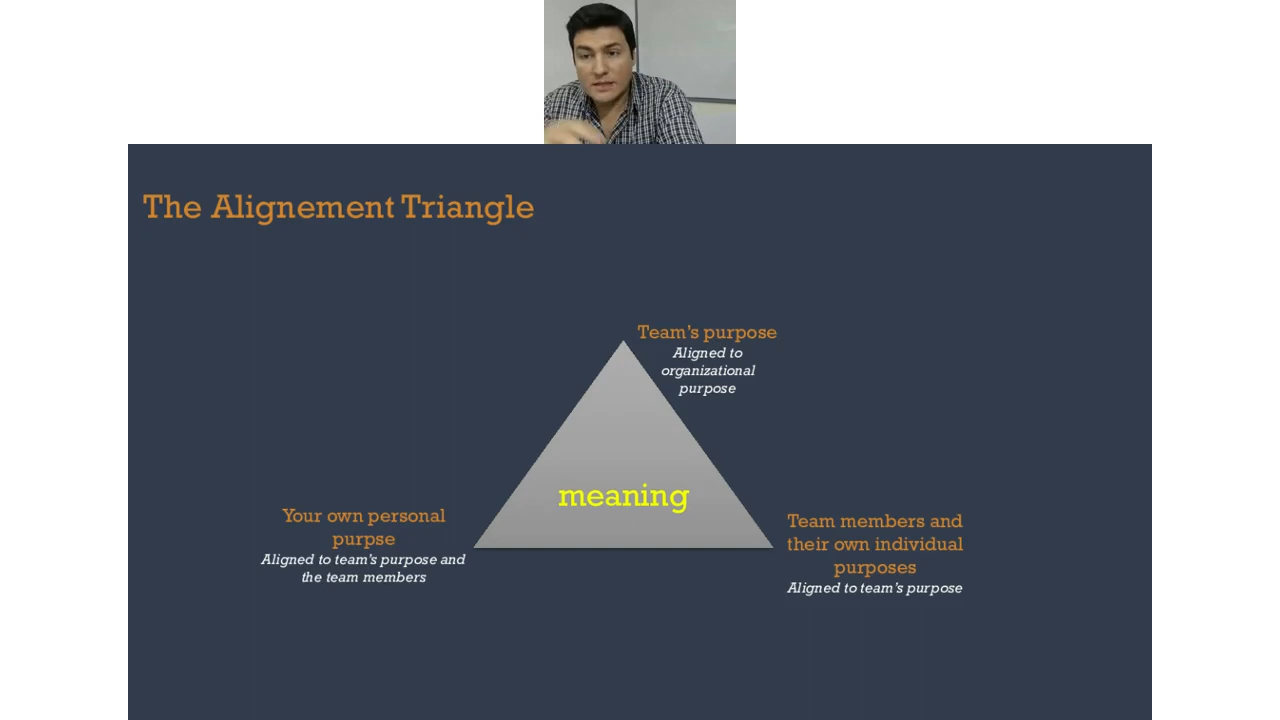 The Alignement Triangle
Team's purpose
Aligned to
organizational
purpose
meaning
Your own personal
purpse
Aligned to team's purpose and
the team members
Team members and
their own individual
purposes
Aligned to team's purpose